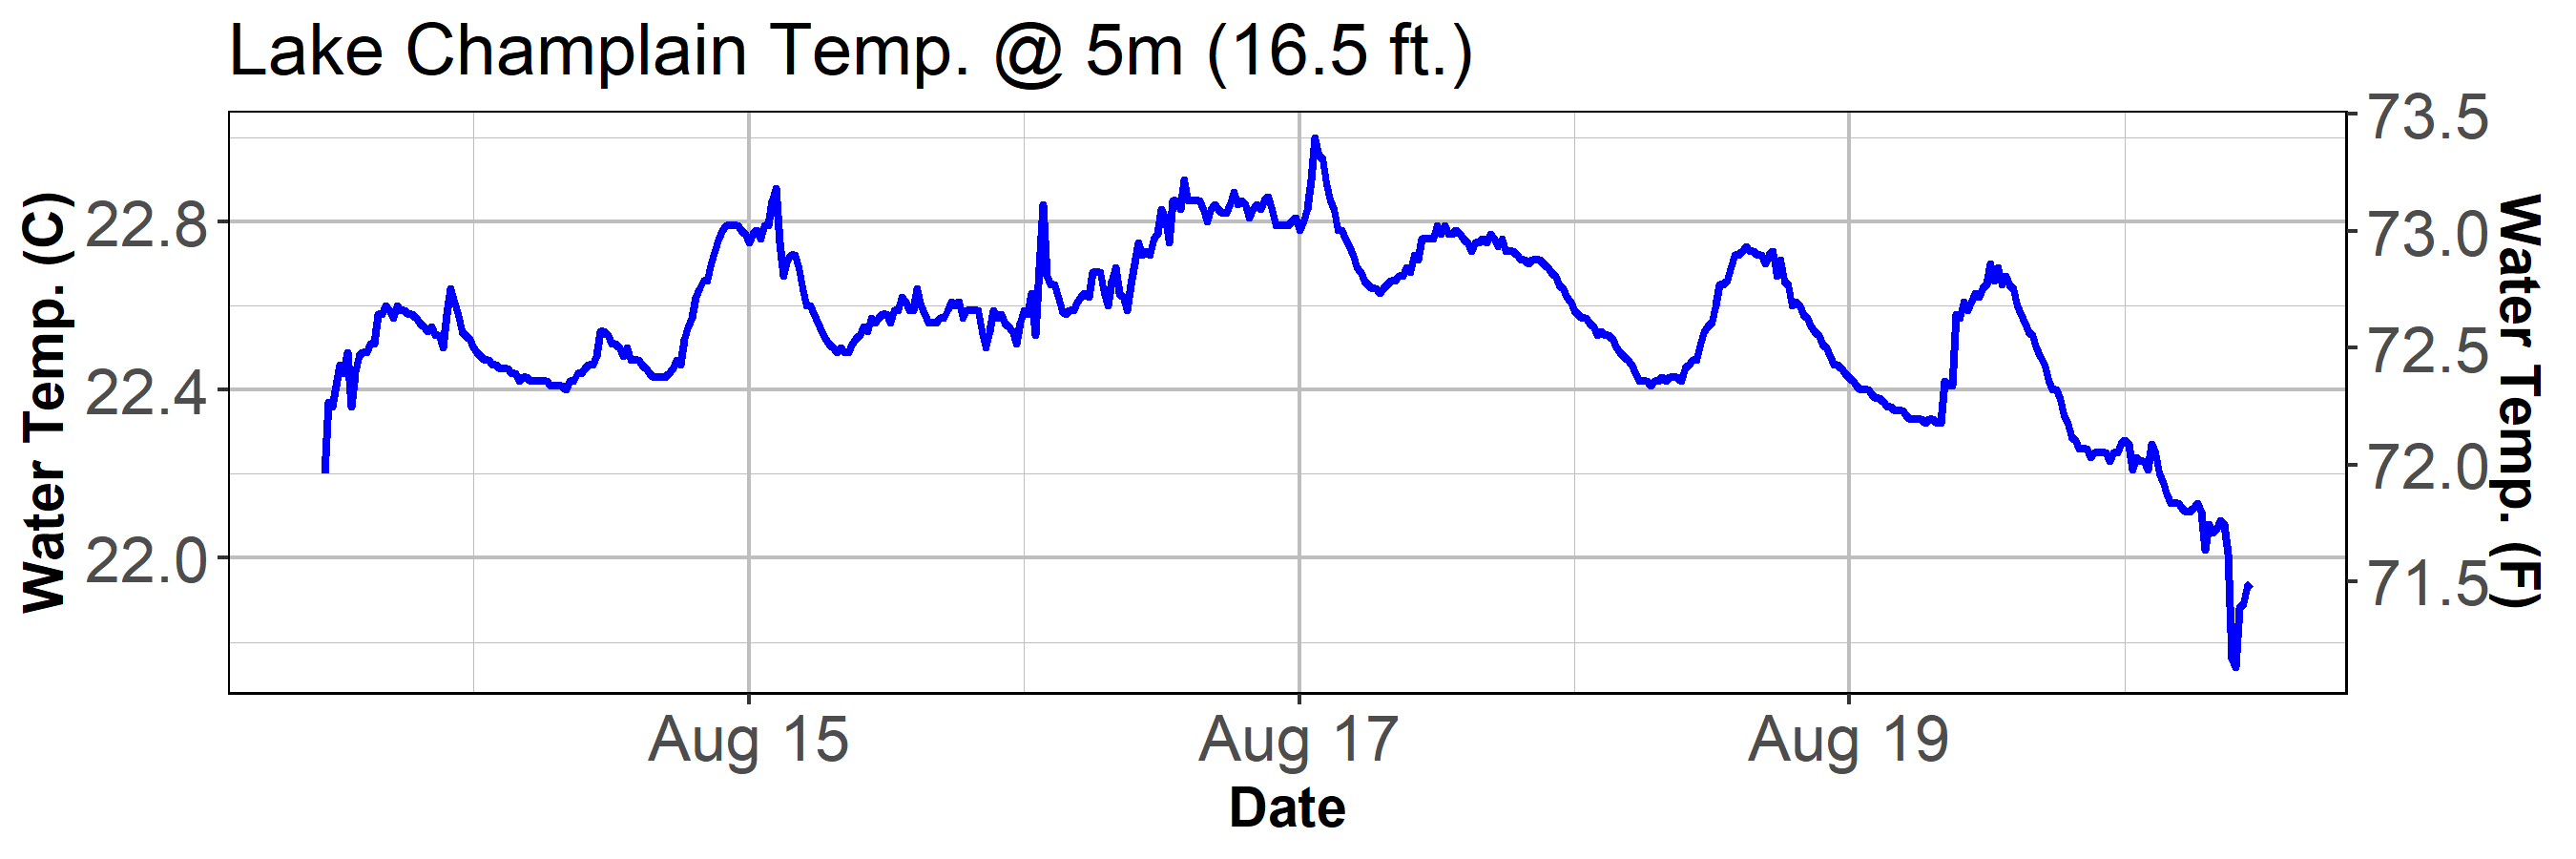 Lake Champlain Temp. @ 5m (16.5 ft.)
Water Temp. (C)
22.8
22.4
22.0
73.5
73.0
72.5
72.0
71.5
Water Temp. (F)
Aug 15
Aug 17
Aug 19
Date